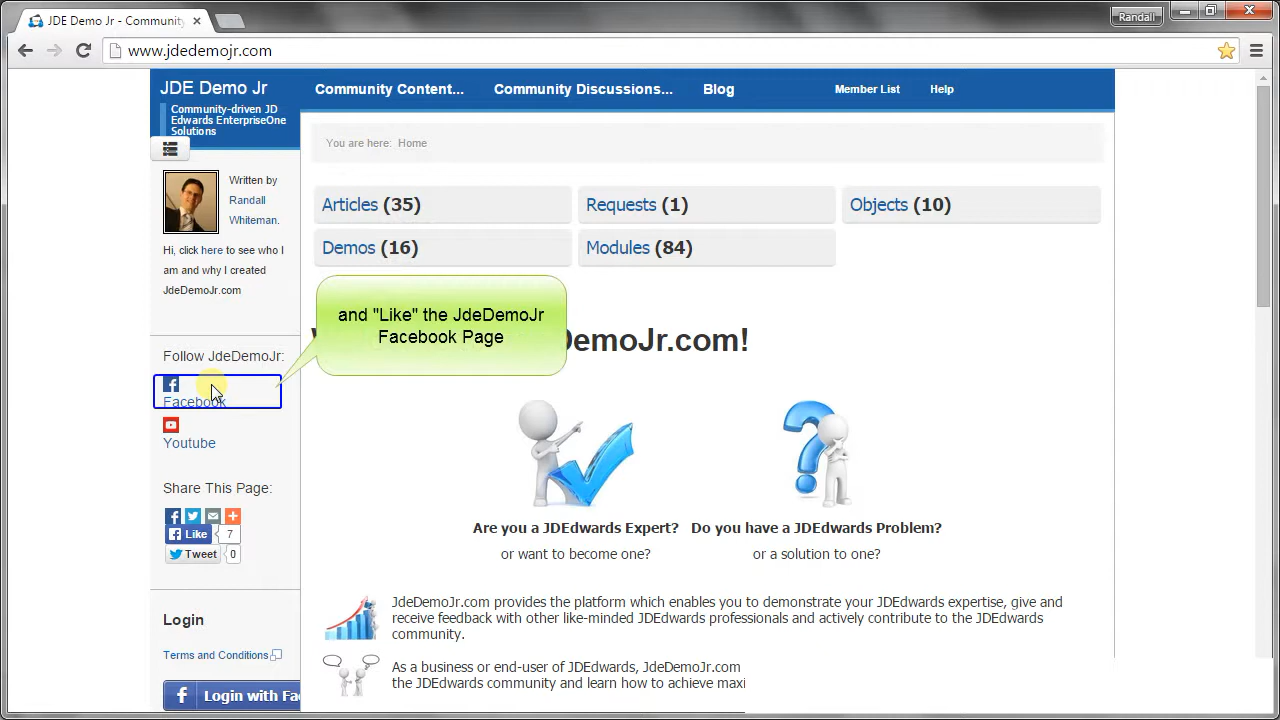 JDE Demo Jr - Community
Randall
www.jdedemojr.com
JDE Demo Jr
Community-driven JD
Edwards EnterpriseOne
Solutions
Community Content...
Community Discussions...
Blog
Member List
Help
You are here: Home
Written by
Randall
Whiteman.
Hi, click here to see who I
am and why I created
JdeDemoJr.com
Articles (35)
Requests (1)
Objects (10)
Demos (16)
Modules (84)
and "Like" the JdeDemoJr
Facebook Page
DemoJr.com!
Follow JdeDemoJr:
Facebook
Youtube
Share This Page:
Like 7
Tweet 0
Are you a JDEdwards Expert?
or want to become one?
Do you have a JDEdwards Problem?
or a solution to one?
JdeDemoJr.com provides the platform which enables you to demonstrate your JDEdwards expertise, give and
receive feedback with other like-minded JDEdwards professionals and actively contribute to the JDEdwards
community.
As a business or end-user of JDEdwards, JdeDemoJr.com
the JDEdwards community and learn how to achieve maxi
Login
Terms and Conditions
Login with Fa